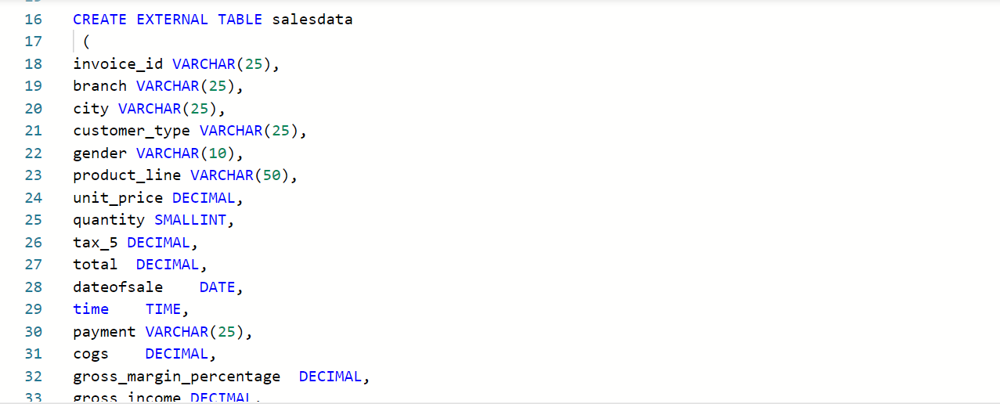 16 CREATE EXTERNAL TABLE salesdata
17 (
18 invoice_id VARCHAR(25),
19 branch VARCHAR(25),
20 city VARCHAR(25),
21 customer_type VARCHAR(25),
22 gender VARCHAR(10),
23 product_line VARCHAR(50),
24 unit_price DECIMAL,
25 quantity SMALLINT,
26 tax_5 DECIMAL,
27 total  DECIMAL,
28 dateofsale    DATE,
29 time    TIME,
30 payment VARCHAR(25),
31 cogs    DECIMAL,
32 gross_margin_percentage  DECIMAL,
33 gross_income DECIMAL,